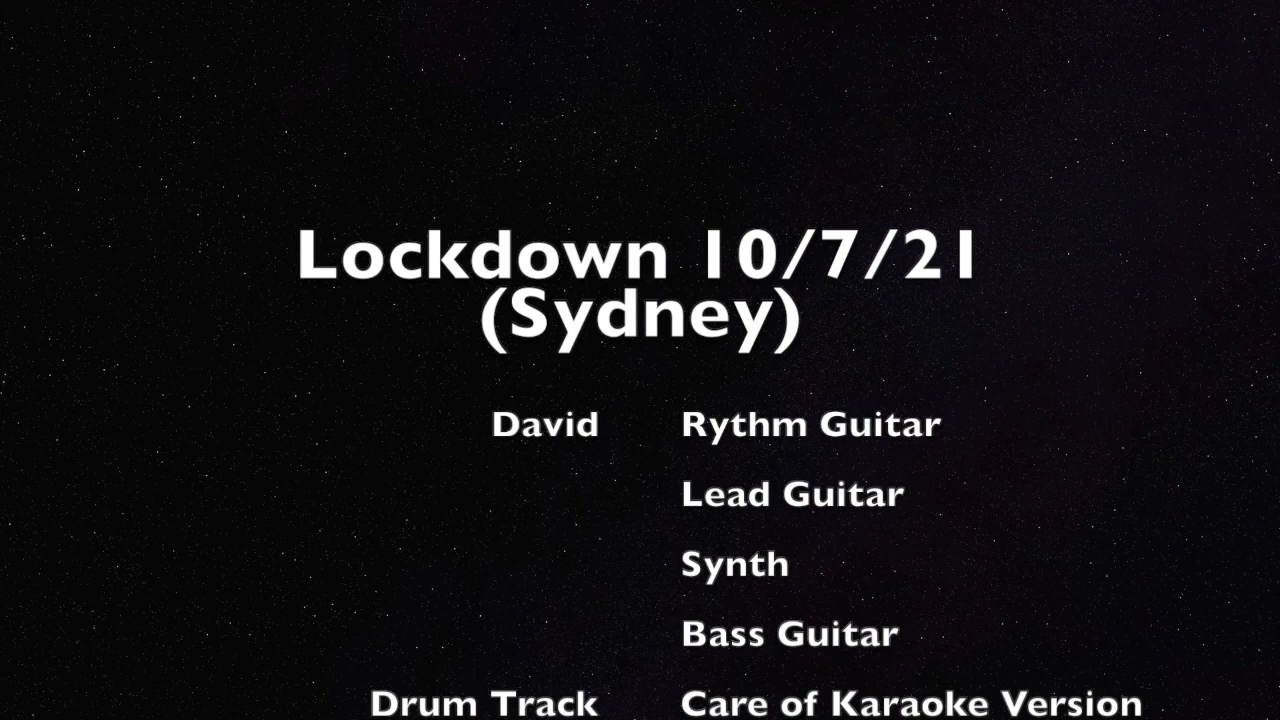 Lockdown 10/7/21
(Sydney)
David Rythm Guitar
Lead Guitar
Synth
Bass Guitar
Drum Track Care of Karaoke Version